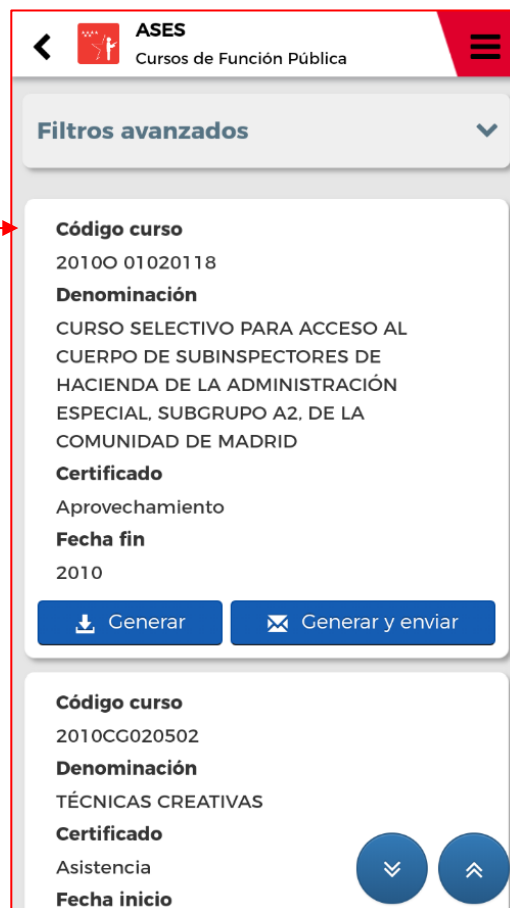 ASES
Cursos de Función Pública
Filtros avanzados
Código curso
2010O 01020118
Denominación
CURSO SELECTIVO PARA ACCESO AL
CUERPO DE SUBINSPECTORES DE
HACIENDA DE LA ADMINISTRACIÓN
ESPECIAL, SUBGRUPO A2, DE LA
COMUNIDAD DE MADRID
Certificado
Aprovechamiento
Fecha fin
2010
Generar
Generar y enviar
Código curso
2010CG020502
Denominación
TÉCNICAS CREATIVAS
Certificado
Asistencia
Fecha inicio